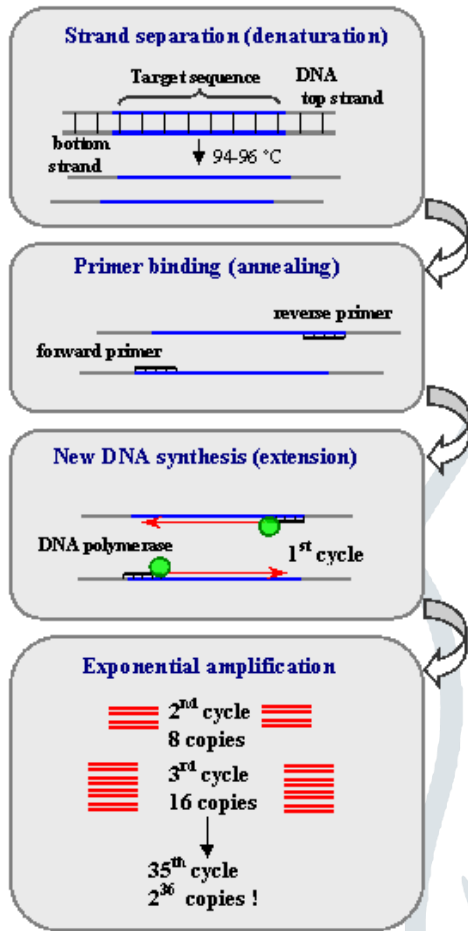 Strand separation (denaturation)
Target sequence
DNA
top strand
bottom
strand
94-96 °C
Primer binding (annealing)
reverse primer
forward primer
New DNA synthesis (extension)
DNA polymerase
1st cycle
Exponential amplification
2nd cycle
8 copies
3rd cycle
16 copies
35th cycle
2^36 copies !